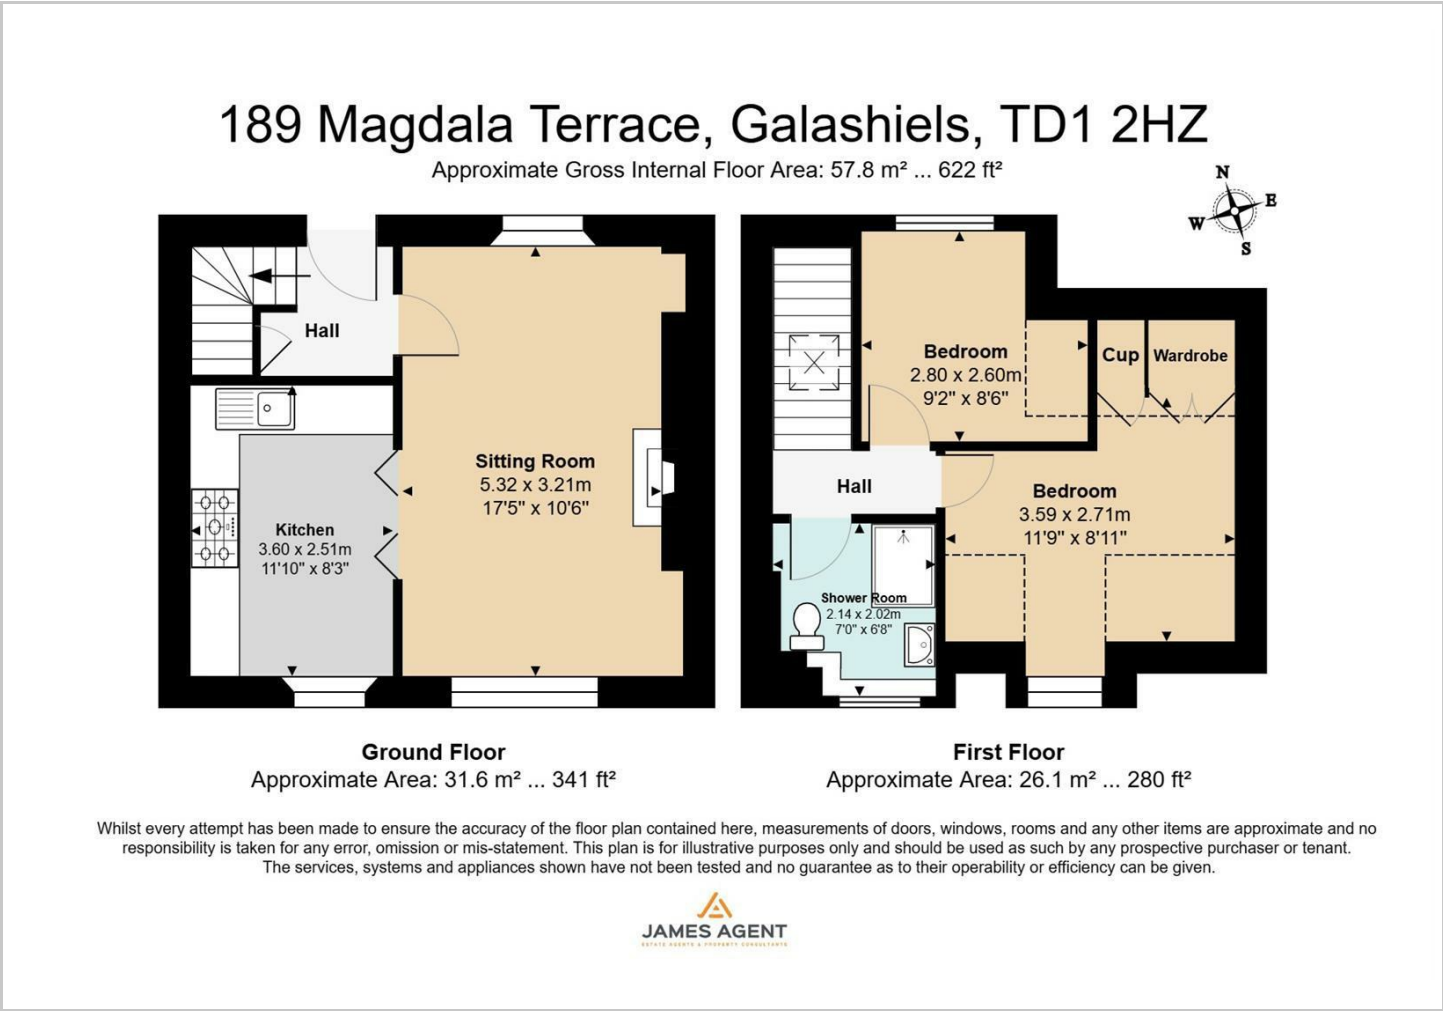 189 Magdala Terrace, Galashiels, TD1 2HZ
Approximate Gross Internal Floor Area: 57.8 m² ... 622 ft²
N
E
W
S
Hall
Sitting Room
5.32 x 3.21m
17'5" x 10'6"
Kitchen
3.60 x 2.51m
11'10" x 8'3"
Bedroom
2.80 x 2.60m
9'2" x 8'6"
Cup
Wardrobe
Hall
Bedroom
3.59 x 2.71m
11'9" x 8'11"
Shower Room
2.14 x 2.02m
7'0" x 6'8"
Ground Floor
Approximate Area: 31.6 m² ... 341 ft²
First Floor
Approximate Area: 26.1 m² ... 280 ft²
Whilst every attempt has been made to ensure the accuracy of the floor plan contained here, measurements of doors, windows, rooms and any other items are approximate and no
responsibility is taken for any error, omission or mis-statement. This plan is for illustrative purposes only and should be used as such by any prospective purchaser or tenant.
The services, systems and appliances shown have not been tested and no guarantee as to their operability or efficiency can be given.
JAMES AGENT
ESTATE AGENTS & PROPERTY CONSULTANTS